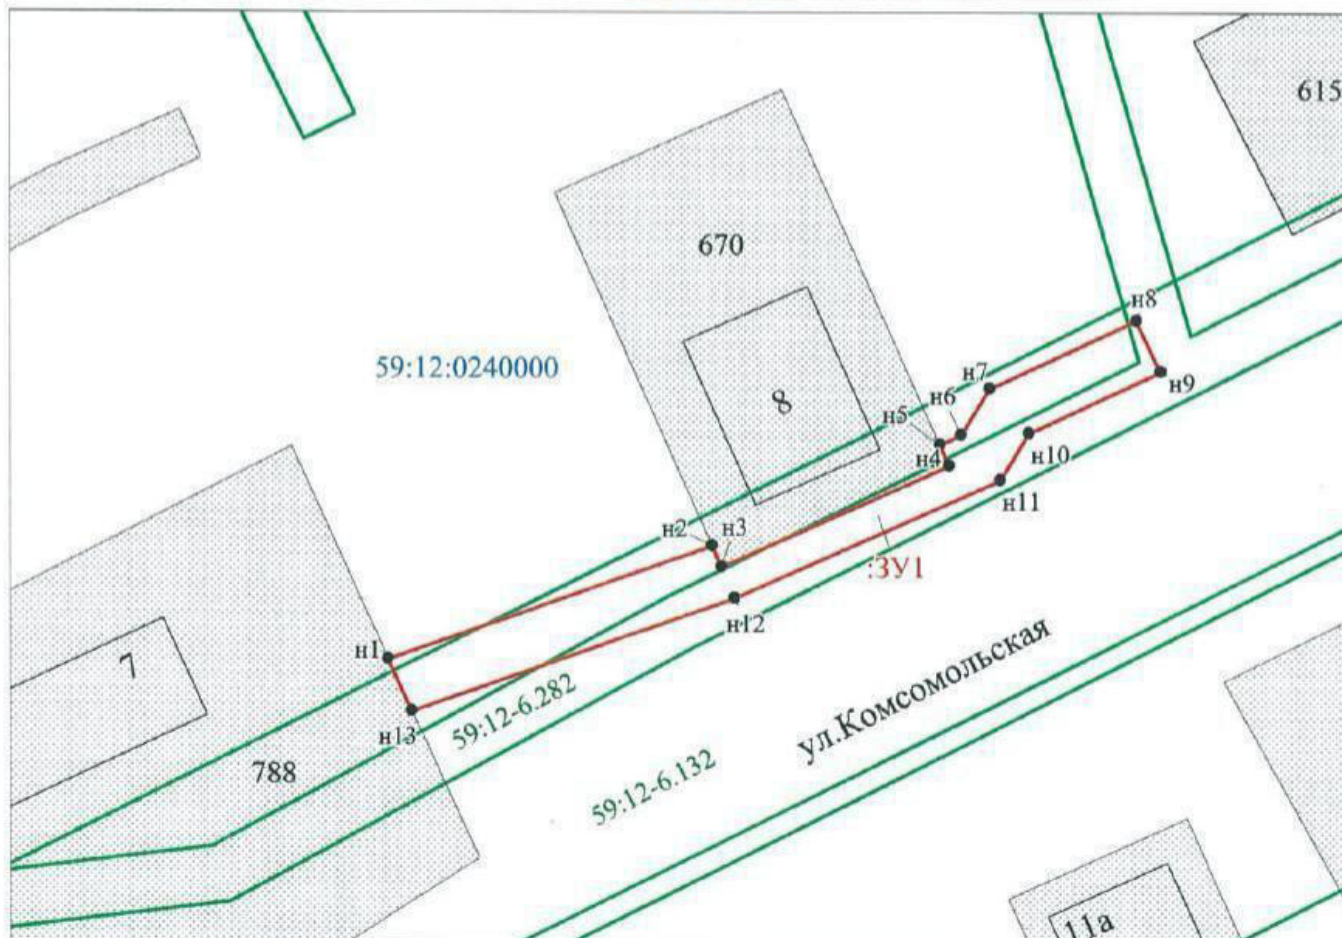 615
670
н8
59:12:0240000
н7
н9
8
н6
н5
н4
н10
н11
н2
н3
:ЗУ1
н12
н1
7
59:12-6.282
ул.Комсомольская
н13
788
59:12-6.132
11а